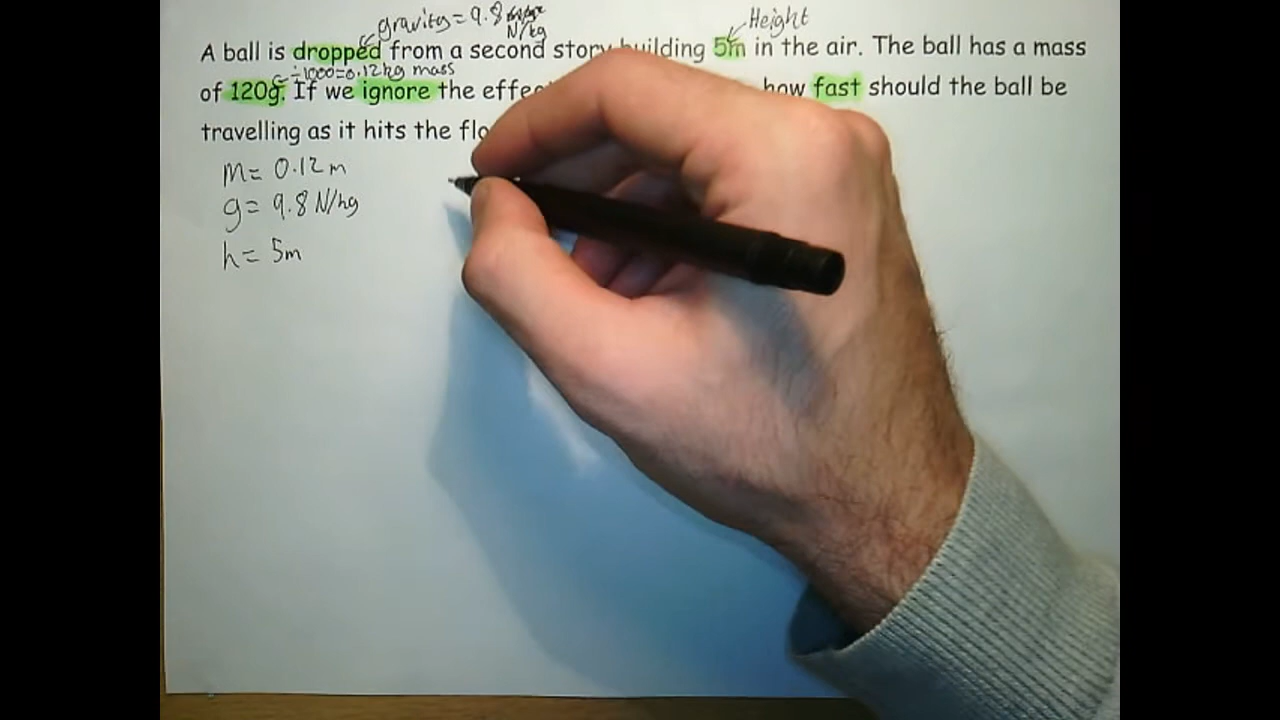 gravity = 9.8 N/kg
Height
A ball is dropped from a second story building 5m in the air. The ball has a mass
÷1000=0.12kg mass
of 120g. If we ignore the how fast should the ball be
travelling as it hits the
m= 0.12m
g= 9.8 N/kg
h= 5m